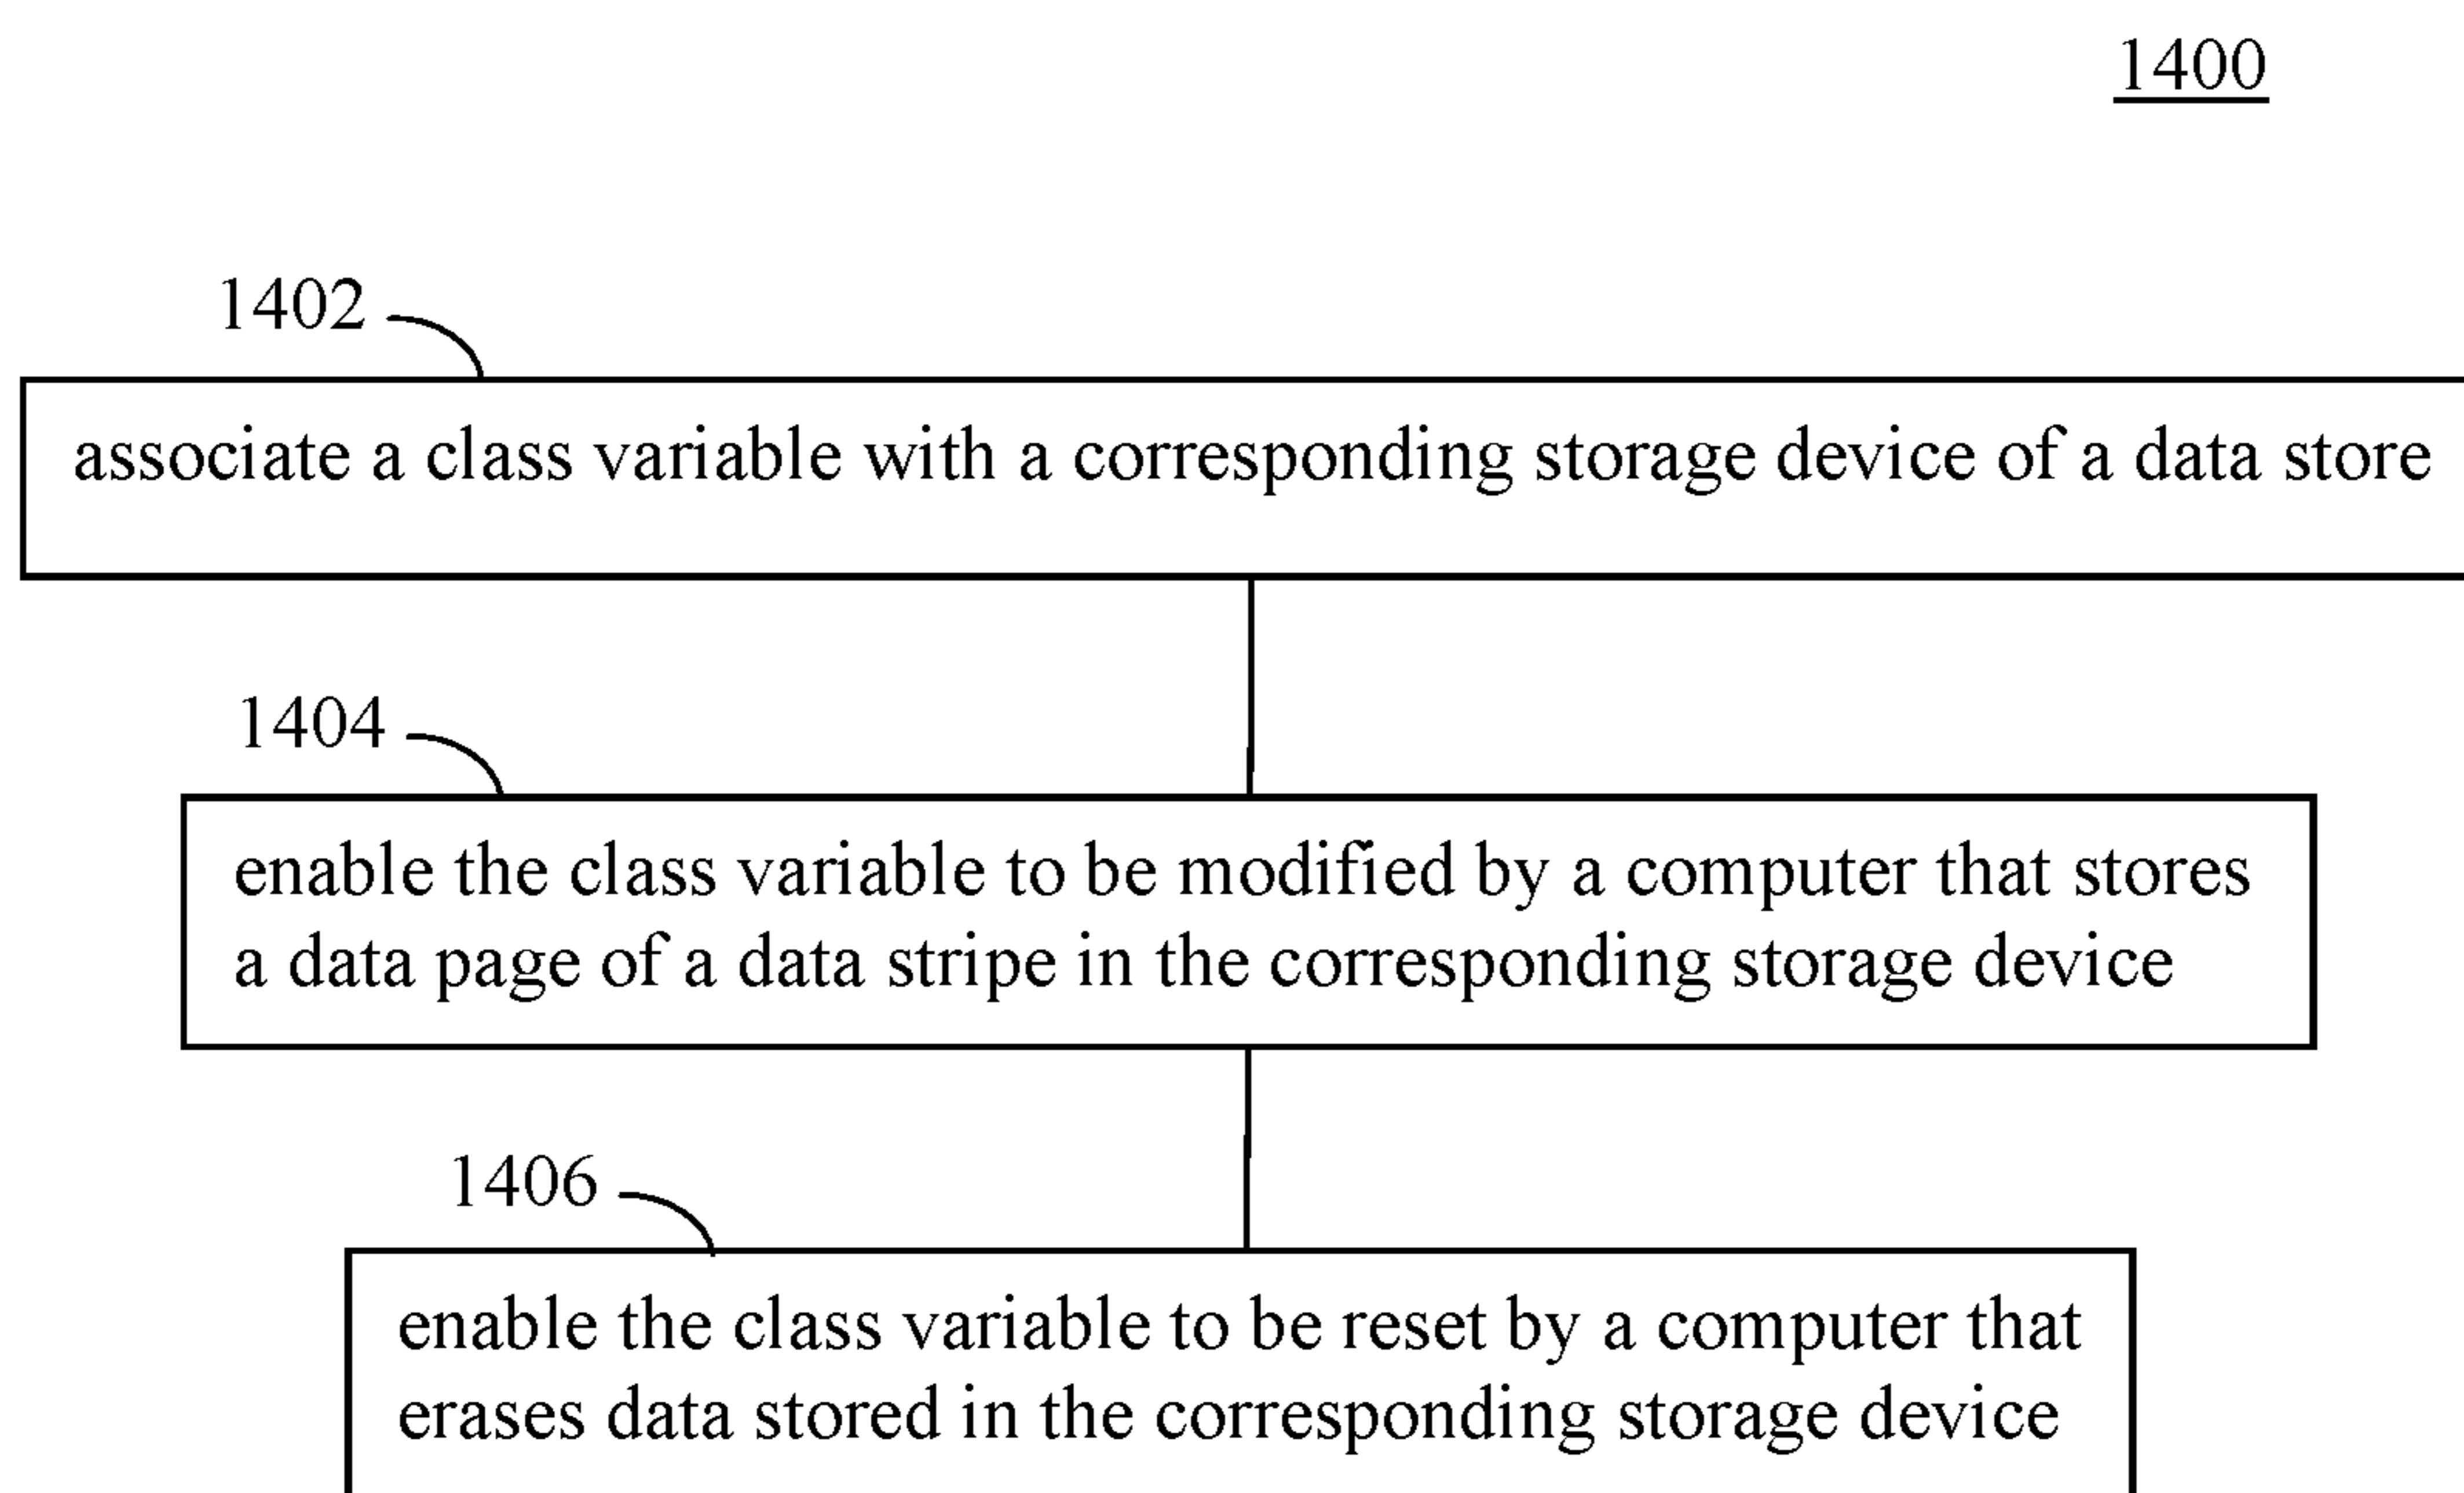 1400
1402
associate a class variable with a corresponding storage device of a data store
1404
enable the class variable to be modified by a computer that stores
a data page of a data stripe in the corresponding storage device
1406
enable the class variable to be reset by a computer that
erases data stored in the corresponding storage device